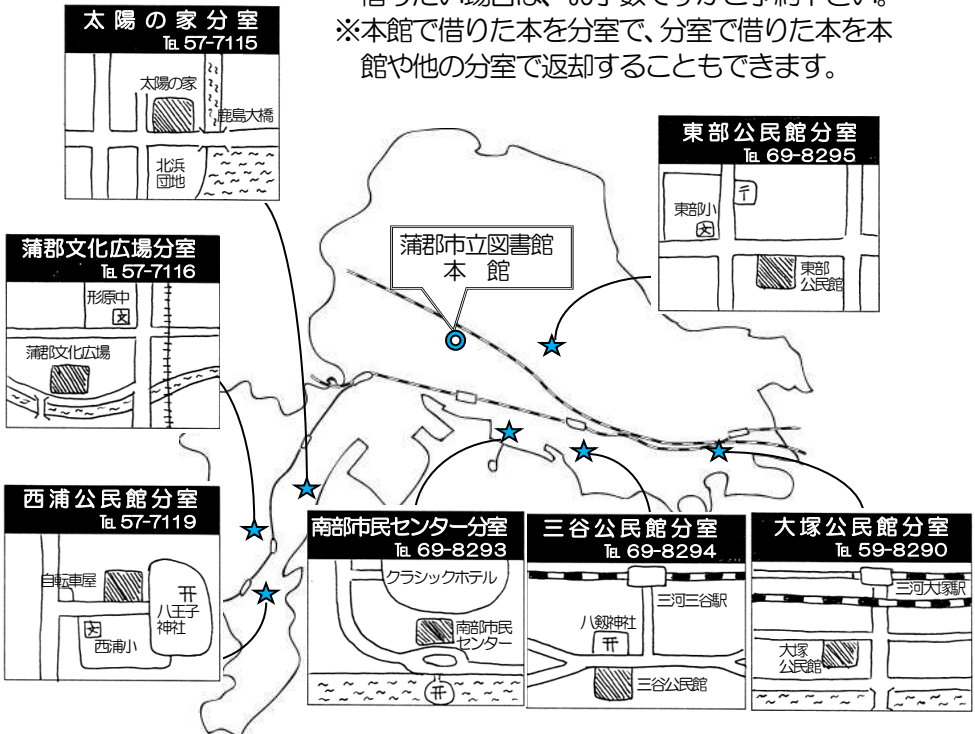 借りたい場合は、お手数ですがご予約下さい。
※本館で借りた本を分室で、分室で借りた本を本
館や他の分室で返却することもできます。
太陽の家分室
℡ 57-7115
太陽の家
鹿島大橋
北浜
団地
東部公民館分室
℡ 69-8295
〒
東部小
文
東部
公民館
蒲郡市立図書館
本 館
蒲郡文化広場分室
℡ 57-7116
形原中
文
蒲郡文化広場
西浦公民館分室
℡ 57-7119
自転車屋
八王子
神社
文
西浦小
南部市民センター分室
℡ 69-8293
クラシックホテル
南部市民
センター
三谷公民館分室
℡ 69-8294
三河三谷駅
八剱神社
三谷公民館
大塚公民館分室
℡ 59-8290
三河大塚駅
大塚
公民館